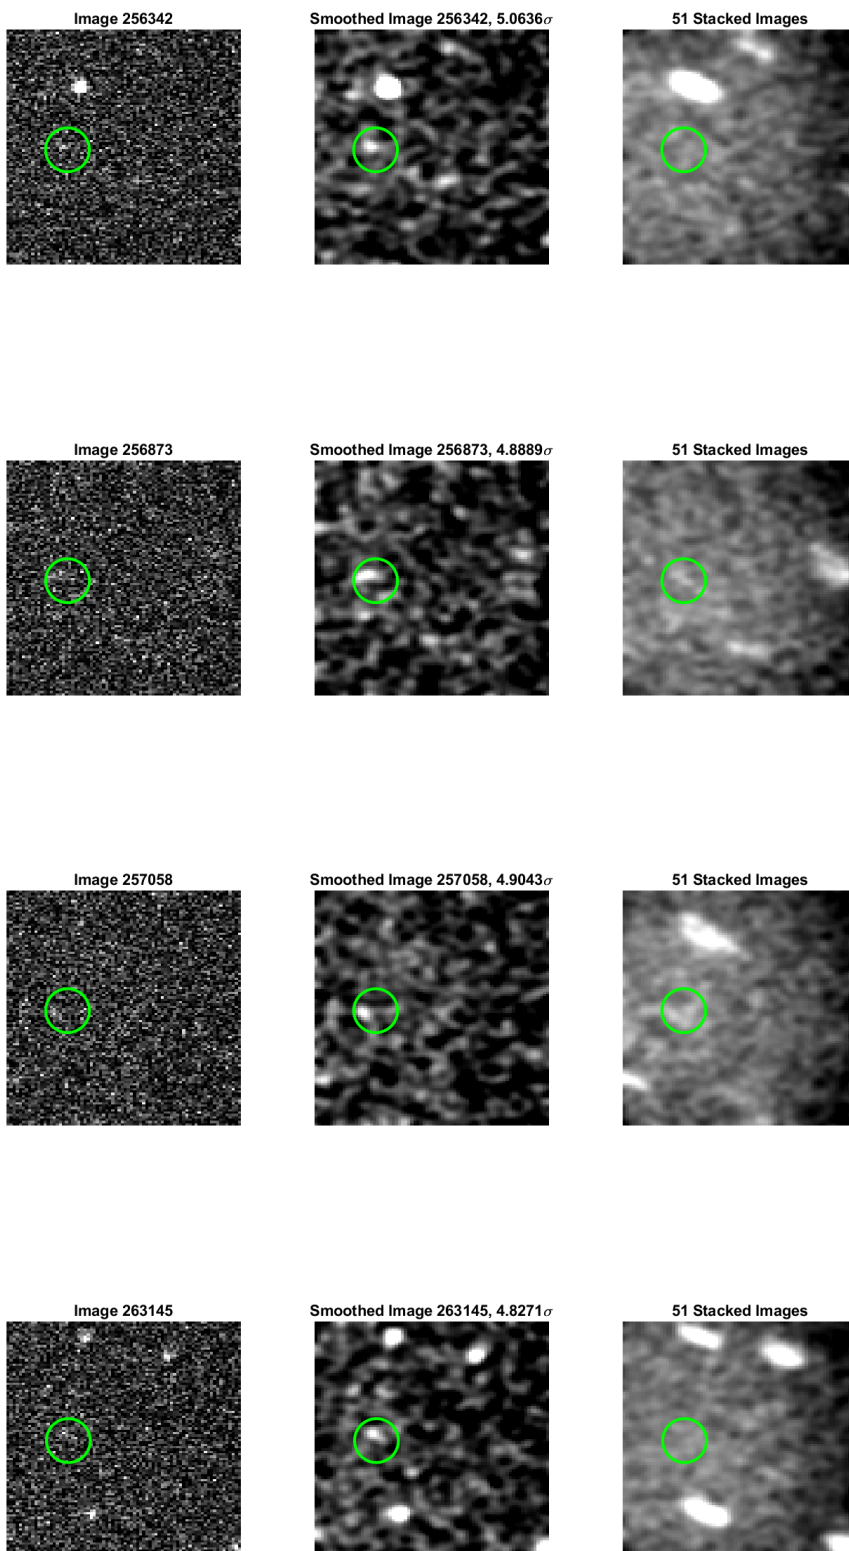 Image 256342
Smoothed Image 256342, 5.0636σ
51 Stacked Images
Image 256873
Smoothed Image 256873, 4.8889σ
51 Stacked Images
Image 257058
Smoothed Image 257058, 4.9043σ
51 Stacked Images
Image 263145
Smoothed Image 263145, 4.8271σ
51 Stacked Images